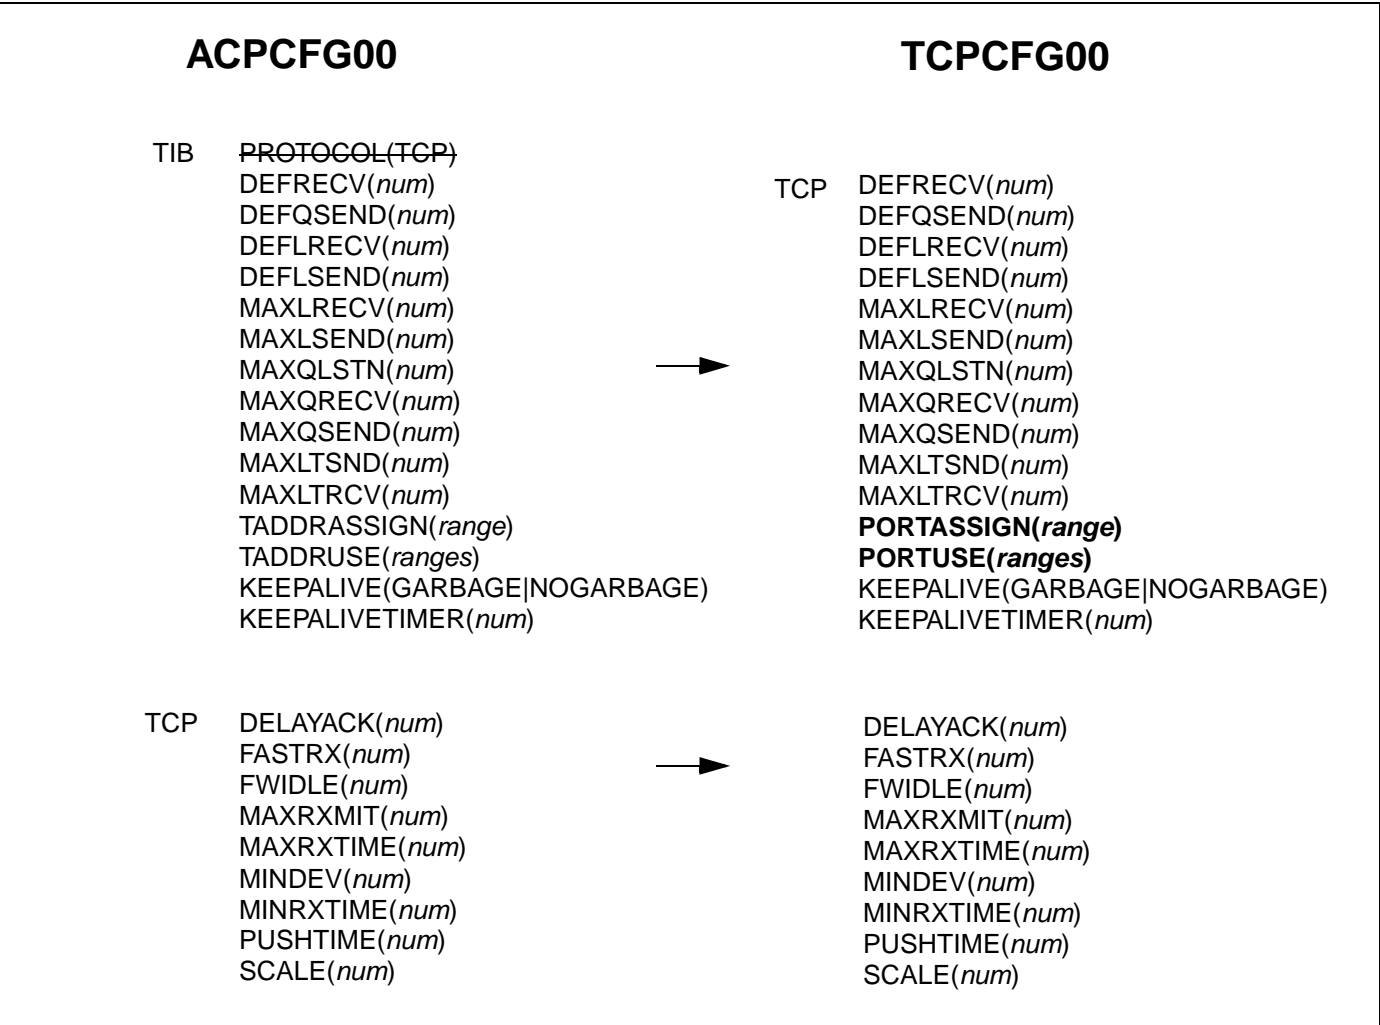 ACPCFG00
TIB PROTOCOL(TCP)
DEFRECV(num)
DEFQSEND(num)
DEFLRECV(num)
DEFLSEND(num)
MAXLRECV(num)
MAXLSEND(num)
MAXQLSTN(num)
MAXQRECV(num)
MAXQSEND(num)
MAXLTSND(num)
MAXLTRCV(num)
TADDRASSIGN(range)
TADDRUSE(ranges)
KEEPALIVE(GARBAGE|NOGARBAGE)
KEEPALIVETIMER(num)
TCP DELAYACK(num)
FASTRX(num)
FWIDLE(num)
MAXRXMIT(num)
MAXRXTIME(num)
MINDEV(num)
MINRXTIME(num)
PUSHTIME(num)
SCALE(num)
TCPCFG00
TCP DEFRECV(num)
DEFQSEND(num)
DEFLRECV(num)
DEFLSEND(num)
MAXLRECV(num)
MAXLSEND(num)
MAXQLSTN(num)
MAXQRECV(num)
MAXQSEND(num)
MAXLTSND(num)
MAXLTRCV(num)
PORTASSIGN(range)
PORTUSE(ranges)
KEEPALIVE(GARBAGE|NOGARBAGE)
KEEPALIVETIMER(num)
DELAYACK(num)
FASTRX(num)
FWIDLE(num)
MAXRXMIT(num)
MAXRXTIME(num)
MINDEV(num)
MINRXTIME(num)
PUSHTIME(num)
SCALE(num)